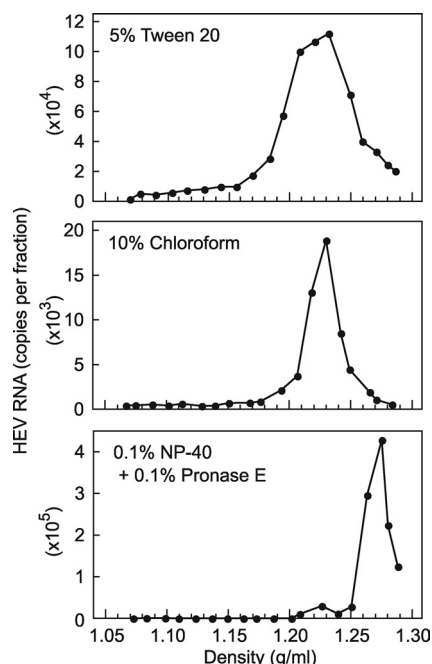 5% Tween 20
12
10
8
6
4
2
0
(x10⁴)
10% Chloroform
20
15
10
5
0
(x10³)
HEV RNA (copies per fraction)
0.1% NP-40
+ 0.1% Pronase E
4
3
2
1
0
(x10⁵)
1.05 1.10 1.15 1.20 1.25 1.30
Density (g/ml)